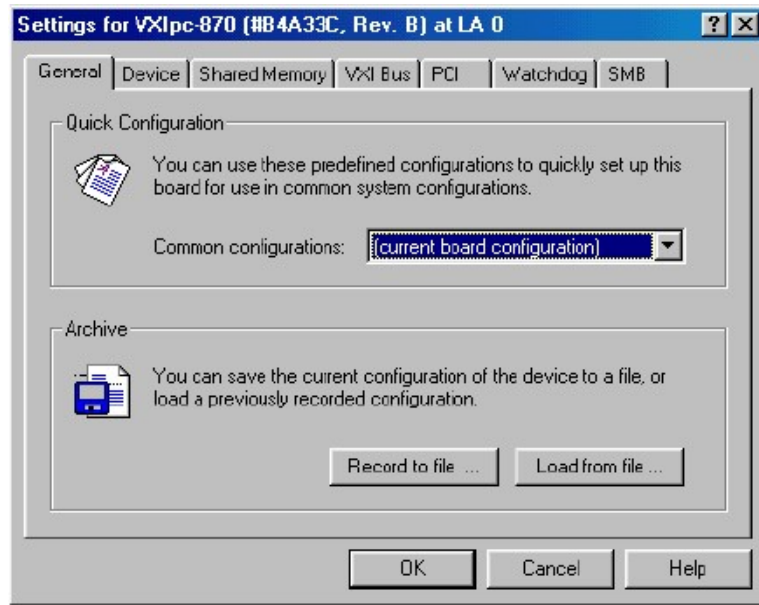 Settings for VXIpc-870 (#B4A33C, Rev. B) at LA 0
General Device Shared Memory VXI Bus PCI Watchdog SMB
Quick Configuration
You can use these predefined configurations to quickly set up this
board for use in common system configurations.
Common configurations: (current board configuration)
Archive
You can save the current configuration of the device to a file, or
load a previously recorded configuration.
Record to file ... Load from file ...
OK Cancel Help